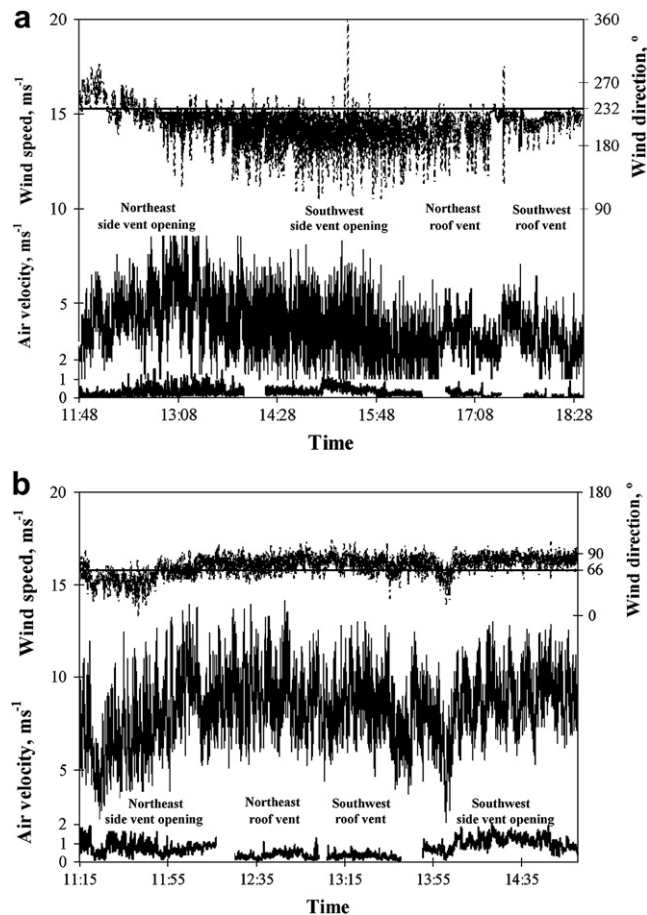 a
20
15
10
5
2
1
0
Wind speed, ms-1
Air velocity, ms-1
360
270
232
180
90
Wind direction, º
Northeast
side vent opening
Southwest
side vent opening
Northeast
roof vent
Southwest
roof vent
11:48
13:08
14:28
15:48
17:08
18:28
Time
b
20
15
10
5
2
1
0
Wind speed, ms-1
Air velocity, ms-1
180
90
66
0
Wind direction, º
Northeast
side vent opening
Northeast
roof vent
Southwest
roof vent
Southwest
side vent opening
11:15
11:55
12:35
13:15
13:55
14:35
Time